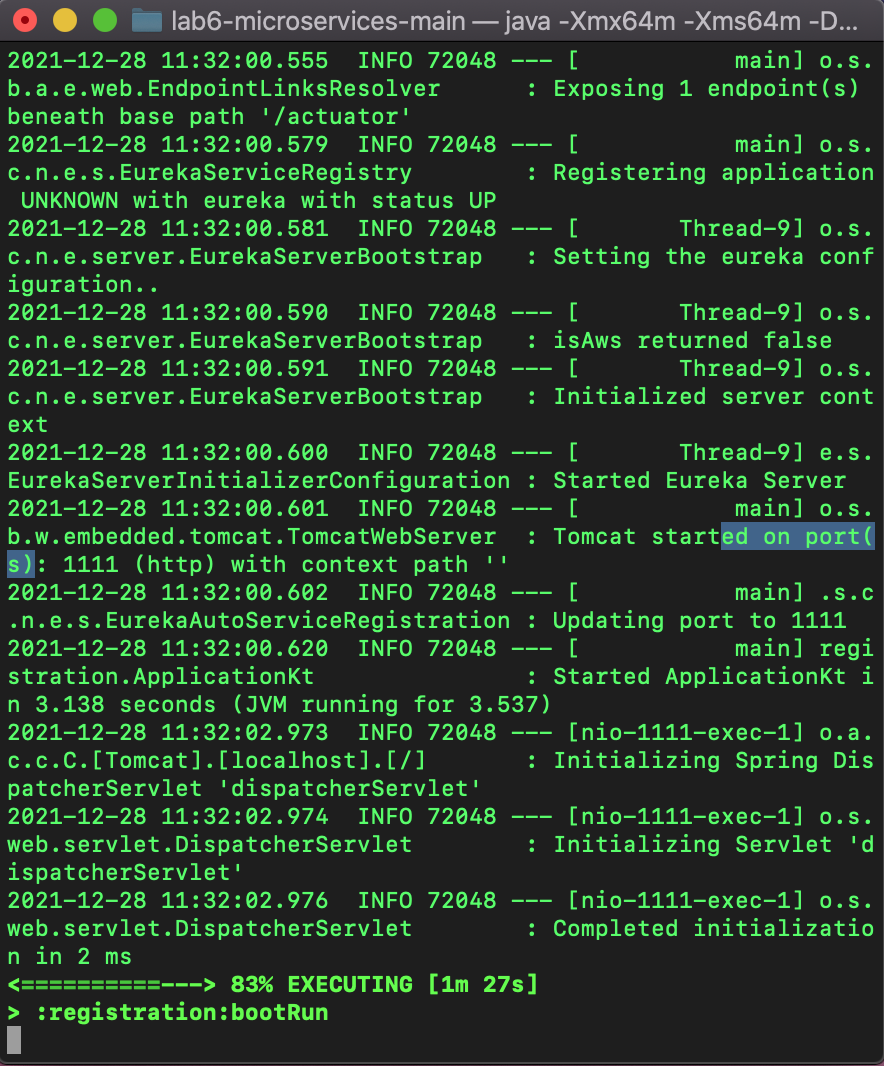 lab6-microservices-main — java -Xmx64m -Xms64m -D...
2021-12-28 11:32:00.555  INFO 72048 --- [           main] o.s.
b.a.e.web.EndpointLinksResolver      : Exposing 1 endpoint(s)
beneath base path '/actuator'
2021-12-28 11:32:00.579  INFO 72048 --- [           main] o.s.
c.n.e.s.EurekaServiceRegistry        : Registering application
 UNKNOWN with eureka with status UP
2021-12-28 11:32:00.581  INFO 72048 --- [       Thread-9] o.s.
c.n.e.server.EurekaServerBootstrap   : Setting the eureka conf
iguration..
2021-12-28 11:32:00.590  INFO 72048 --- [       Thread-9] o.s.
c.n.e.server.EurekaServerBootstrap   : isAws returned false
2021-12-28 11:32:00.591  INFO 72048 --- [       Thread-9] o.s.
c.n.e.server.EurekaServerBootstrap   : Initialized server cont
ext
2021-12-28 11:32:00.600  INFO 72048 --- [       Thread-9] e.s.
EurekaServerInitializerConfiguration : Started Eureka Server
2021-12-28 11:32:00.601  INFO 72048 --- [           main] o.s.
b.w.embedded.tomcat.TomcatWebServer  : Tomcat started on port(
s): 1111 (http) with context path ''
2021-12-28 11:32:00.602  INFO 72048 --- [           main] .s.c
.n.e.s.EurekaAutoServiceRegistration : Updating port to 1111
2021-12-28 11:32:00.620  INFO 72048 --- [           main] regi
stration.ApplicationKt               : Started ApplicationKt i
n 3.138 seconds (JVM running for 3.537)
2021-12-28 11:32:02.973  INFO 72048 --- [nio-1111-exec-1] o.a.
c.c.C.[Tomcat].[localhost].[/]       : Initializing Spring Dis
patcherServlet 'dispatcherServlet'
2021-12-28 11:32:02.974  INFO 72048 --- [nio-1111-exec-1] o.s.
web.servlet.DispatcherServlet        : Initializing Servlet 'd
ispatcherServlet'
2021-12-28 11:32:02.976  INFO 72048 --- [nio-1111-exec-1] o.s.
web.servlet.DispatcherServlet        : Completed initializatio
n in 2 ms
<==========---> 83% EXECUTING [1m 27s]
> :registration:bootRun